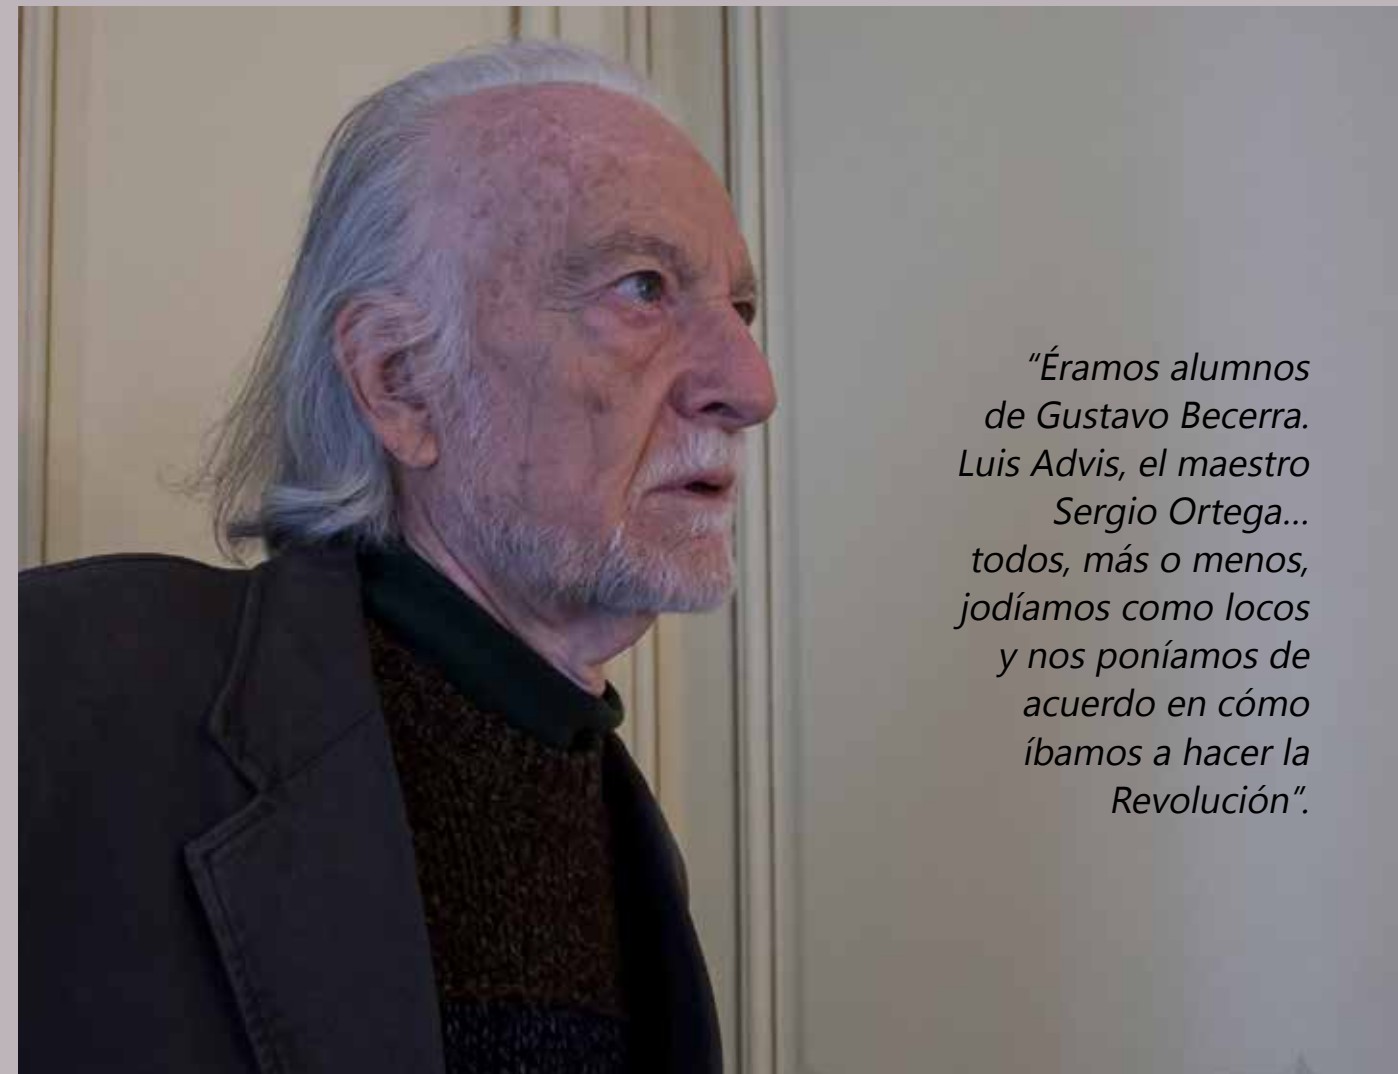 “Éramos alumnos
de Gustavo Becerra.
Luis Advis, el maestro
Sergio Ortega...
todos, más o menos,
jodíamos como locos
y nos poníamos de
acuerdo en cómo
íbamos a hacer la
Revolución”.